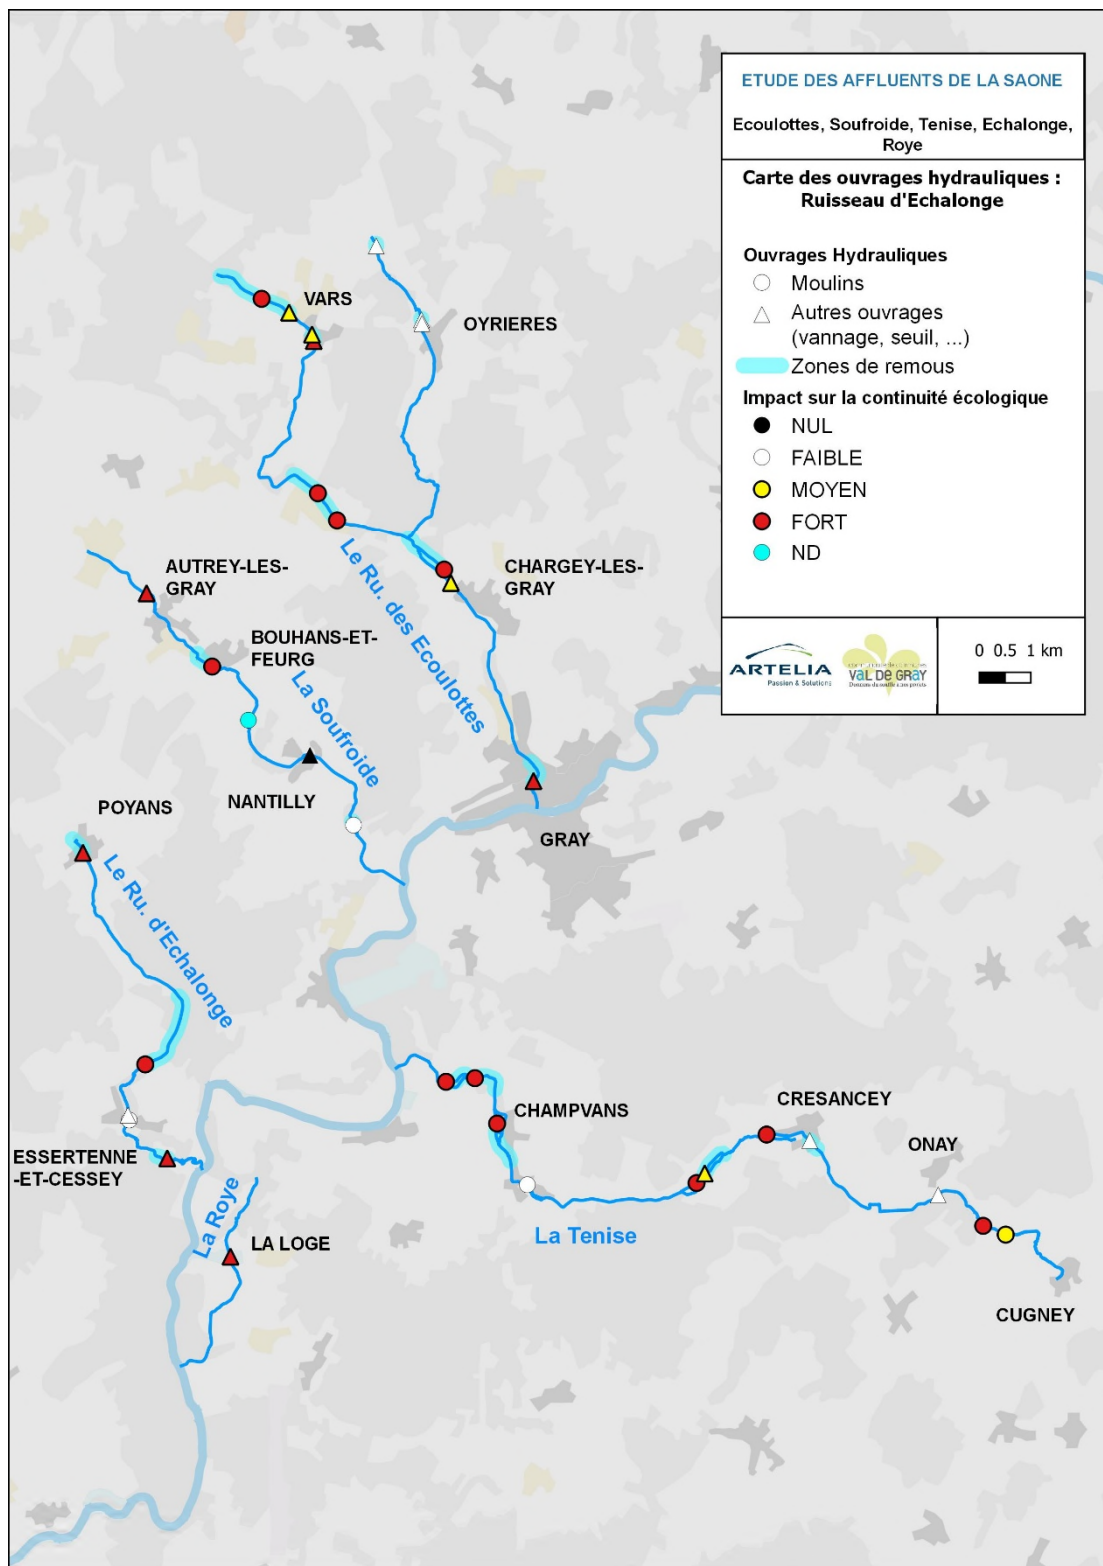 ETUDE DES AFFLUENTS DE LA SAONE
Ecoulottes, Soufroide, Tenise, Echalonge,
Roye
Carte des ouvrages hydrauliques :
Ruisseau d'Echalonge
Ouvrages Hydrauliques
Moulins
Autres ouvrages
(vannage, seuil, ...)
Zones de remous
Impact sur la continuité écologique
NUL
FAIBLE
MOYEN
FORT
ND
ARTELIA
Passion & Solutions
VAL DE GRAY
0 0.5 1 km
VARS
OYRIERES
AUTREY-LES-
GRAY
BOUHANS-ET-
FEURG
CHARGEY-LES-
GRAY
Le Ru. des Ecoulottes
La Soufroide
NANTILLY
POYANS
GRAY
Le Ru. d'Echalonge
CHAMPVANS
CRESANCEY
ONAY
ESSERTENNE
-ET-CESSEY
La Roye
LA LOGE
La Tenise
CUGNEY